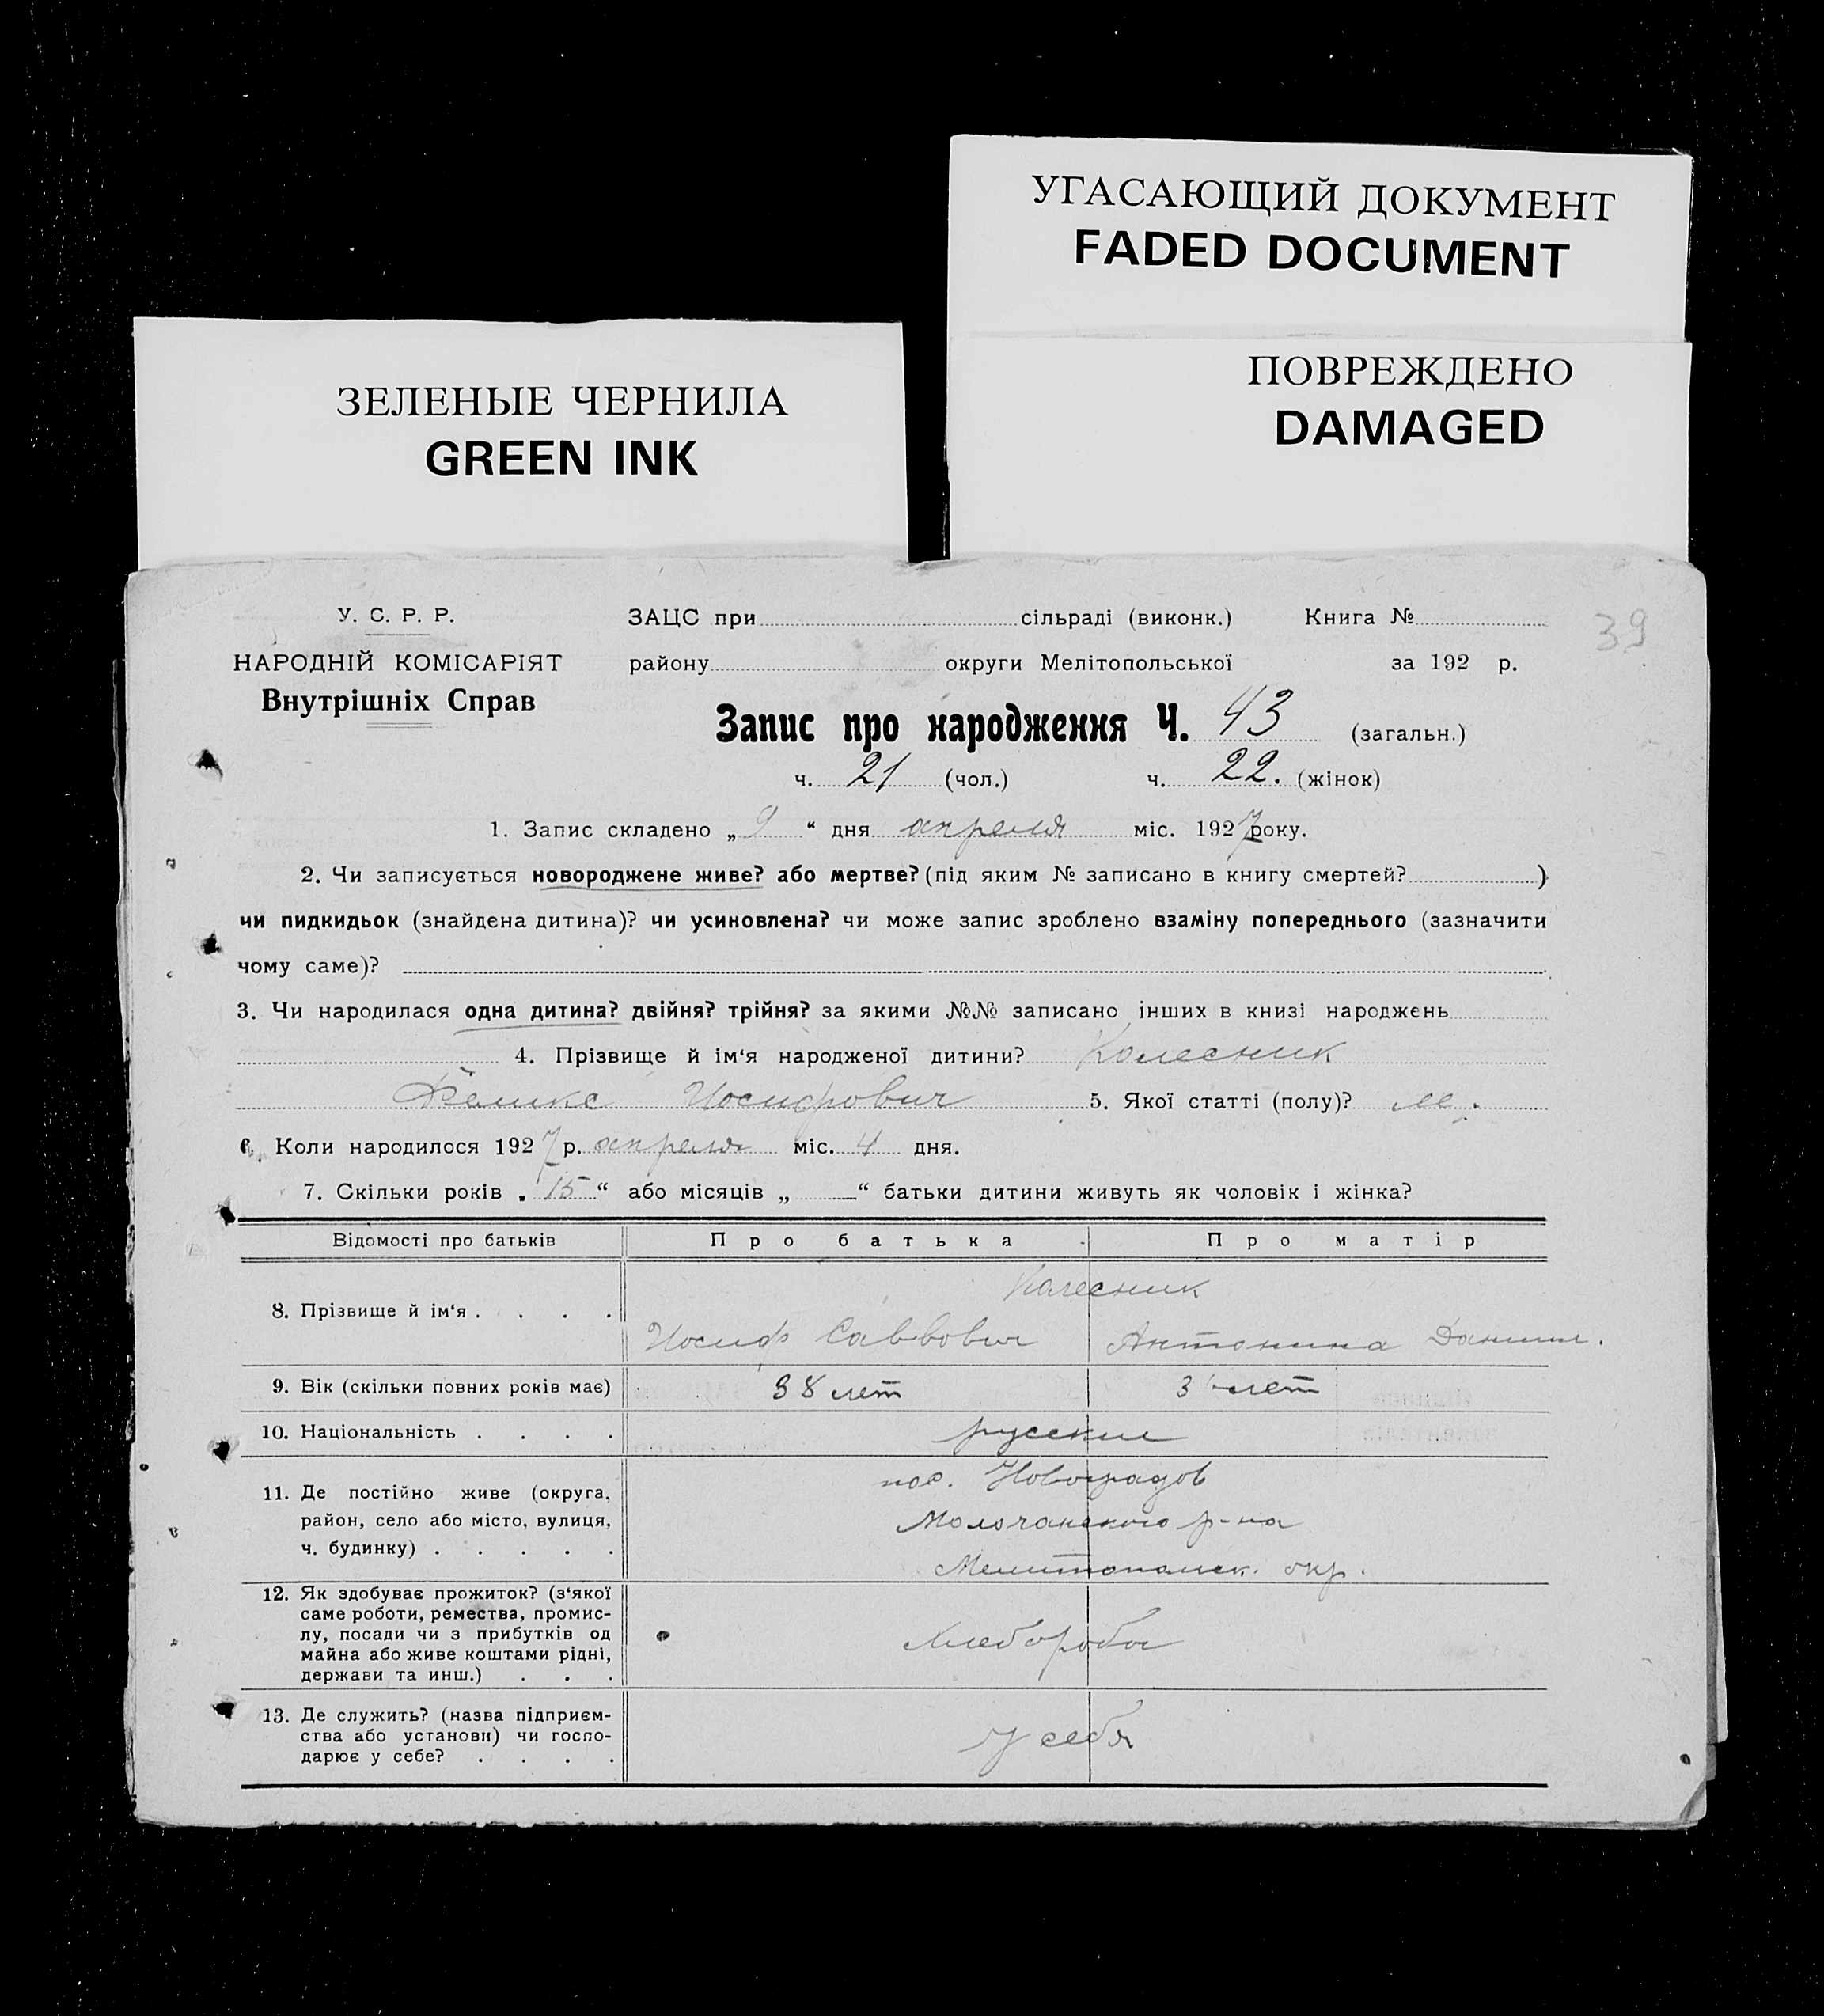 УГАСАЮЩИЙ ДОКУМЕНТ
FADED DOCUMENT
ПОВРЕЖДЕНО
DAMAGED
ЗЕЛЕНЫЕ ЧЕРНИЛА
GREEN INK
39
У. С. Р. Р.
НАРОДНІЙ КОМІСАРІЯТ
Внутрішніх Справ
ЗАЦС при сільраді (виконк.) Книга №
району округи Мелітопольської за 192 р.
Запис про народження Ч. 43 (загальн.)
ч. 21 (чол.) ч. 22. (жінок)
1. Запис складено „ 9 “ дня апреля міс. 1927 року.
2. Чи записується новороджене живе? або мертве? (під яким № записано в книгу смертей? )
чи пидкидьок (знайдена дитина)? чи усиновлена? чи може запис зроблено взаміну попереднього (зазначити
чому саме)?
3. Чи народилася одна дитина? двійня? трійня? за якими №№ записано інших в книзі народжень
4. Прізвище й ім‘я народженої дитини? Колесник
Иосифович 5. Якої статті (полу)? м.
6. Коли народилося 1927 р. апреля міс. 4 дня.
7. Скільки років „ 15 “ або місяців „ — “ батьки дитини живуть як чоловік і жінка?
Відомості про батьків Про батька Про матір
8. Прізвище й ім‘я . . . . Колесник
Иосиф Саввович Антонина Данил.
9. Вік (скільки повних років має) 38 лет лет
10. Національність . . . . русские
11. Де постійно живе (округа,
район, село або місто, вулиця,
ч. будинку) . . . . .
пос.
Молочанского р-на
Мелитопольск. окр.
12. Як здобуває прожиток? (з‘якої
саме роботи, ремества, промис-
лу, посади чи з прибутків од
майна або живе коштами рідні,
держави та инш.) . . .
хлебороба
13. Де служить? (назва підприєм-
ства або установи) чи госпо-
дарює у себе? . . . .
у себя